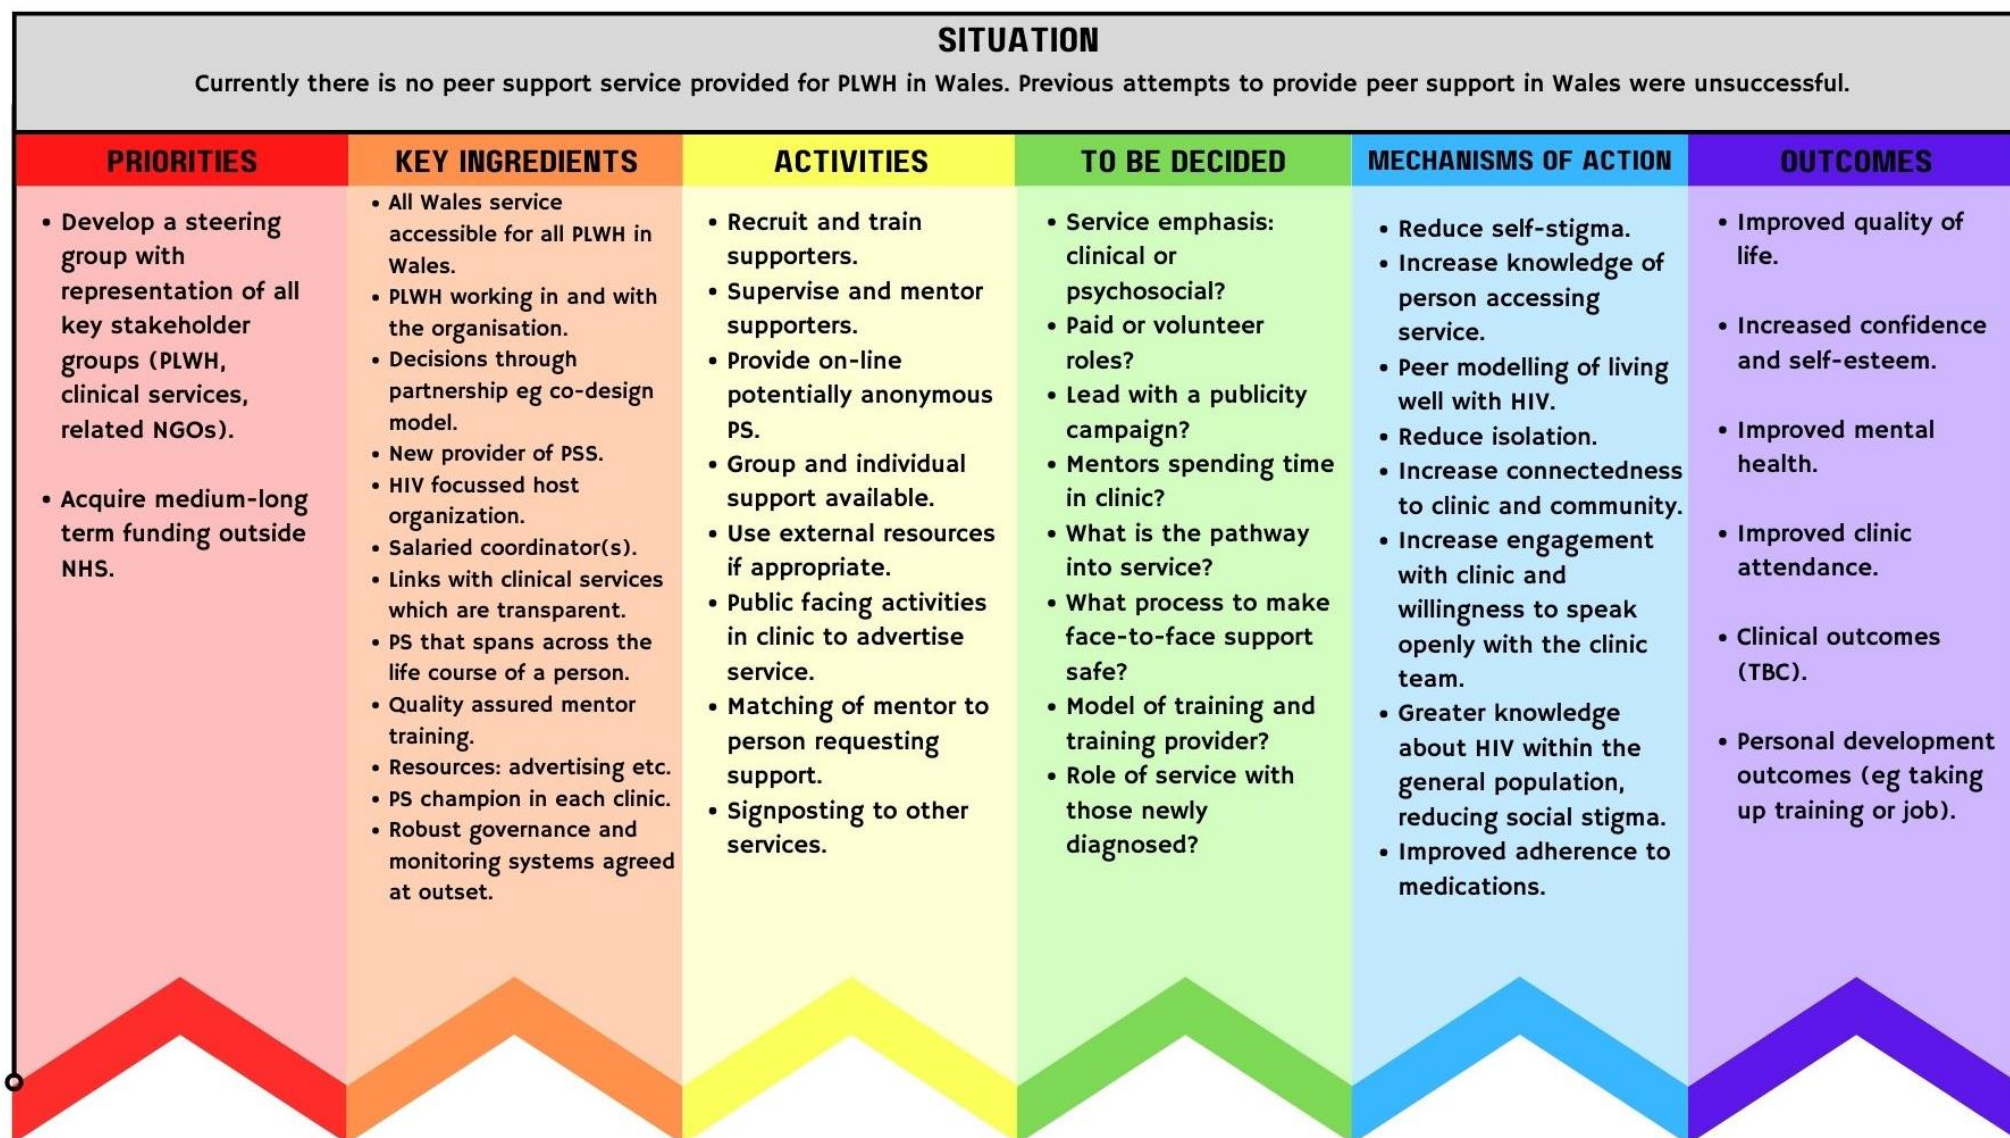 SITUATION
Currently there is no peer support service provided for PLWH in Wales. Previous attempts to provide peer support in Wales were unsuccessful.
PRIORITIES
• Develop a steering
group with
representation of all
key stakeholder
groups (PLWH,
clinical services,
related NGOs).
• Acquire medium-long
term funding outside
NHS.
KEY INGREDIENTS
• All Wales service
accessible for all PLWH in
Wales.
• PLWH working in and with
the organisation.
• Decisions through
partnership eg co-design
model.
• New provider of PSS.
• HIV focussed host
organization.
• Salaried coordinator(s).
• Links with clinical services
which are transparent.
• PS that spans across the
life course of a person.
• Quality assured mentor
training.
• Resources: advertising etc.
• PS champion in each clinic.
• Robust governance and
monitoring systems agreed
at outset.
ACTIVITIES
• Recruit and train
supporters.
• Supervise and mentor
supporters.
• Provide on-line
potentially anonymous
PS.
• Group and individual
support available.
• Use external resources
if appropriate.
• Public facing activities
in clinic to advertise
service.
• Matching of mentor to
person requesting
support.
• Signposting to other
services.
TO BE DECIDED
• Service emphasis:
clinical or
psychosocial?
• Paid or volunteer
roles?
• Lead with a publicity
campaign?
• Mentors spending time
in clinic?
• What is the pathway
into service?
• What process to make
face-to-face support
safe?
• Model of training and
training provider?
• Role of service with
those newly
diagnosed?
MECHANISMS OF ACTION
• Reduce self-stigma.
• Increase knowledge of
person accessing
service.
• Peer modelling of living
well with HIV.
• Reduce isolation.
• Increase connectedness
to clinic and community.
• Increase engagement
with clinic and
willingness to speak
openly with the clinic
team.
• Greater knowledge
about HIV within the
general population,
reducing social stigma.
• Improved adherence to
medications.
OUTCOMES
• Improved quality of
life.
• Increased confidence
and self-esteem.
• Improved mental
health.
• Improved clinic
attendance.
• Clinical outcomes
(TBC).
• Personal development
outcomes (eg taking
up training or job).